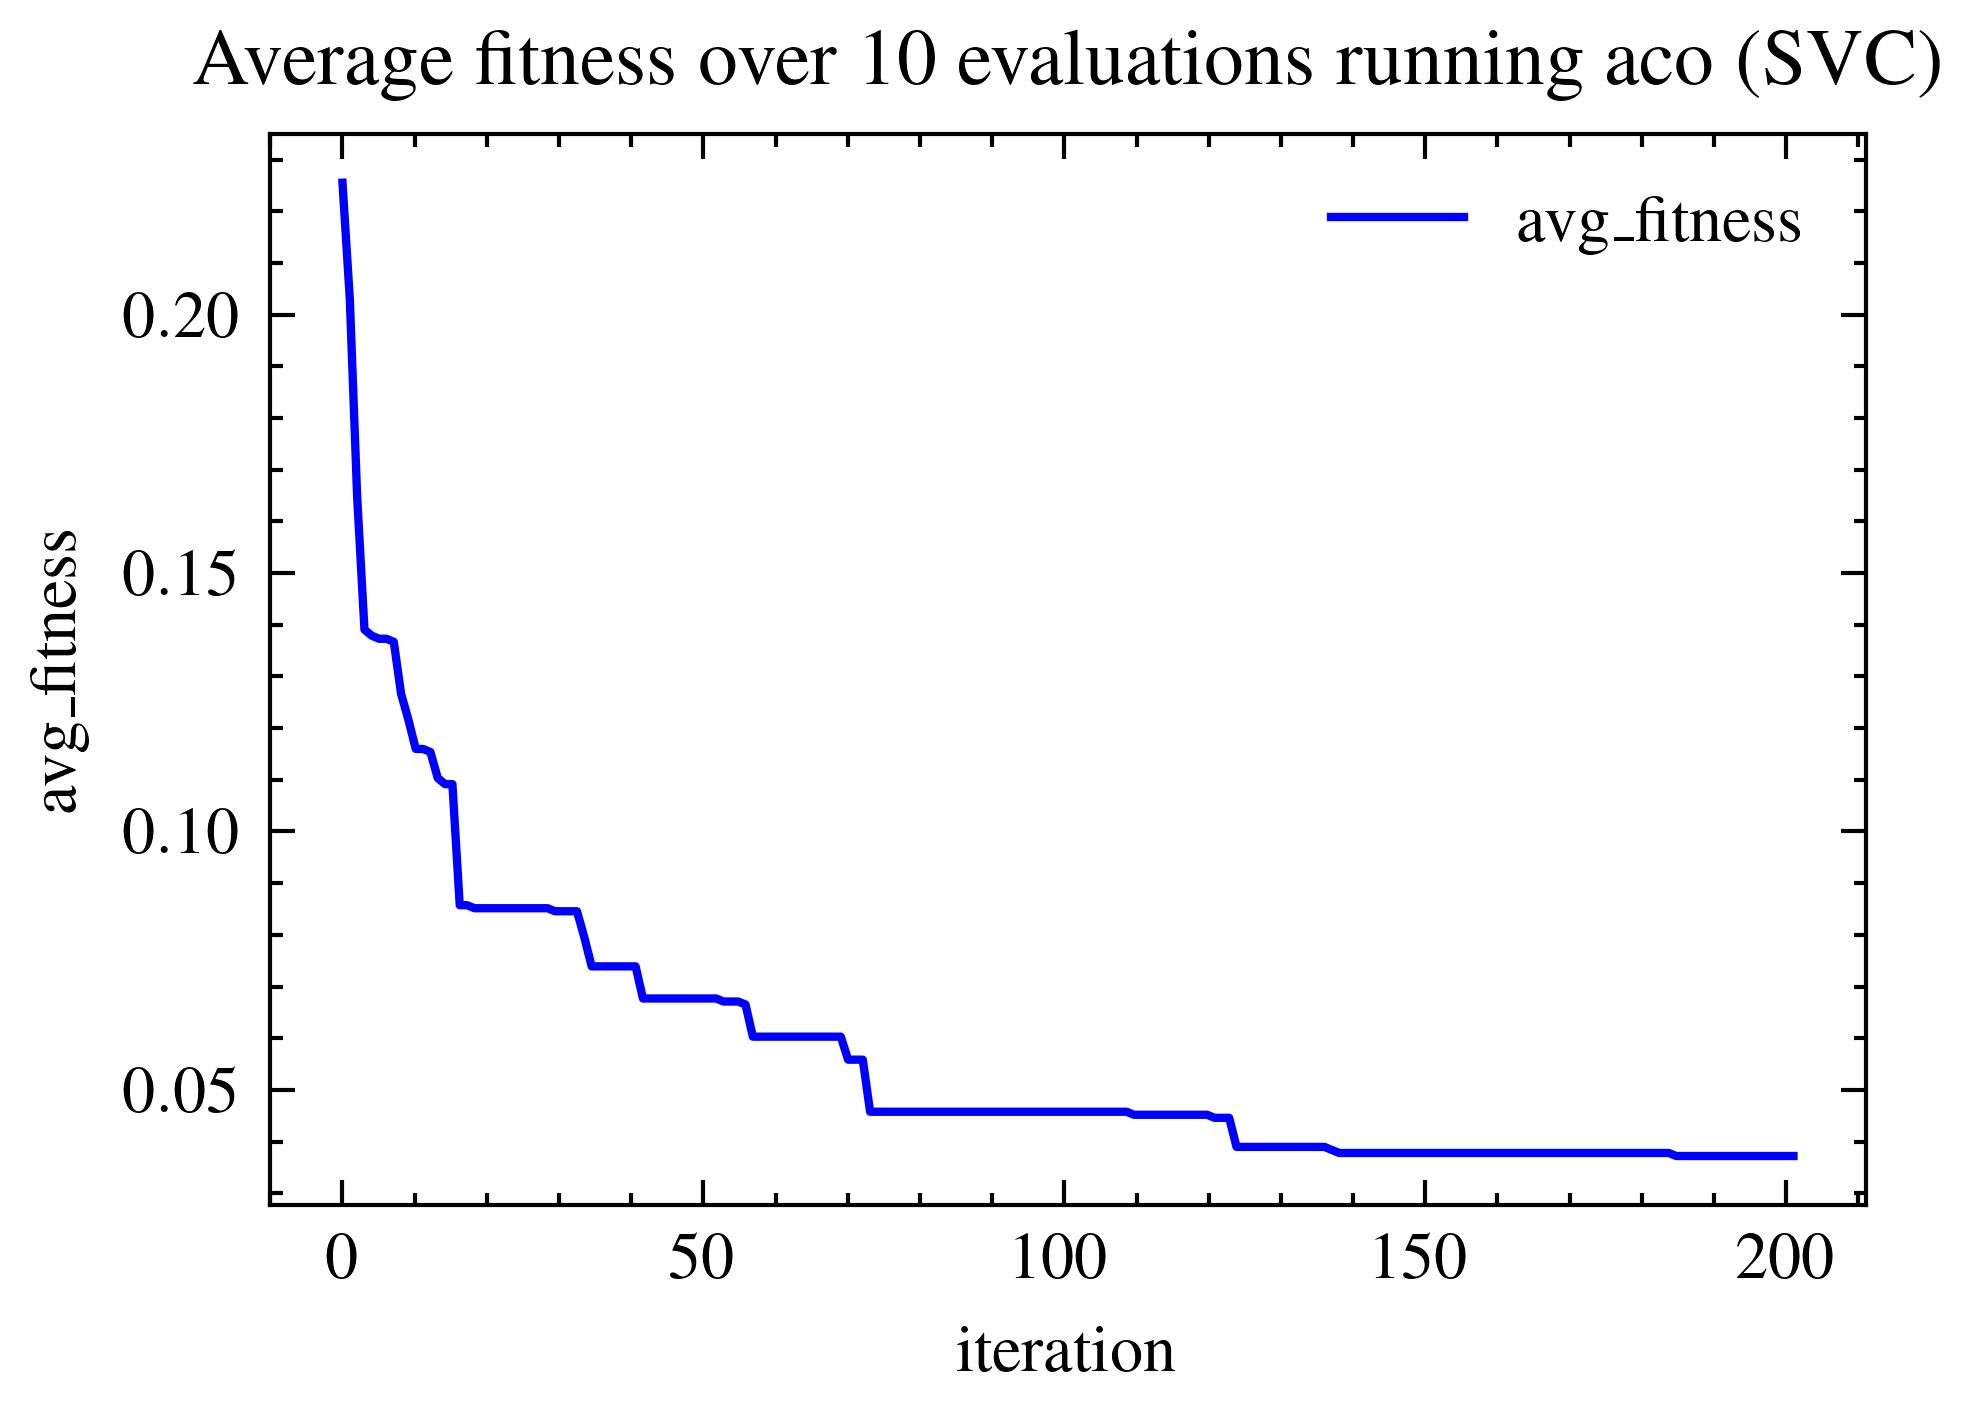 Average fitness over 10 evaluations running aco (SVC)
avg_fitness
0.20
0.15
0.10
0.05
avg_fitness
0 50 100 150 200
iteration